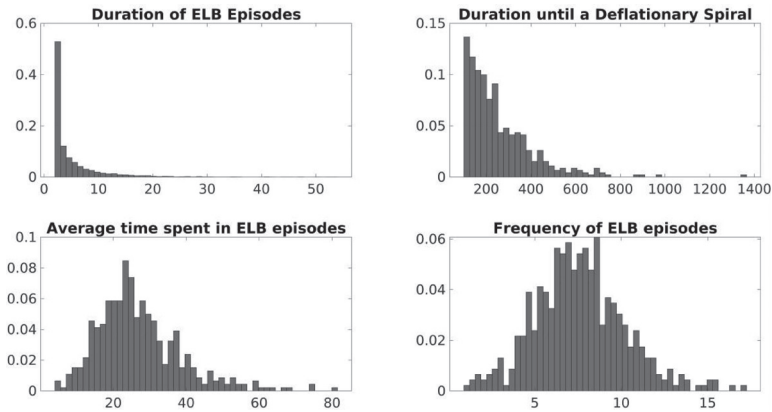 Duration of ELB Episodes
0.6
0.4
0.2
0
0 10 20 30 40 50
Duration until a Deflationary Spiral
0.15
0.1
0.05
0
200 400 600 800 1000 1200 1400
Average time spent in ELB episodes
0.1
0.08
0.06
0.04
0.02
0
20 40 60 80
Frequency of ELB episodes
0.06
0.04
0.02
0
5 10 15